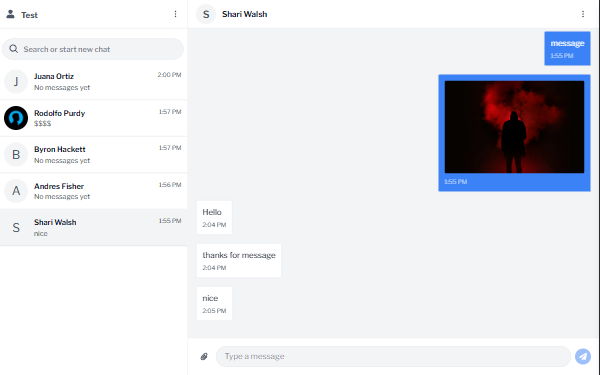 Test
Search or start new chat
J
Juana Ortiz
2:00 PM
No messages yet
Rodolfo Purdy
1:57 PM
$$$$
B
Byron Hackett
1:57 PM
No messages yet
A
Andres Fisher
1:56 PM
No messages yet
S
Shari Walsh
1:55 PM
nice
S
Shari Walsh
message
1:55 PM
1:55 PM
Hello
2:04 PM
thanks for message
2:04 PM
nice
2:05 PM
Type a message